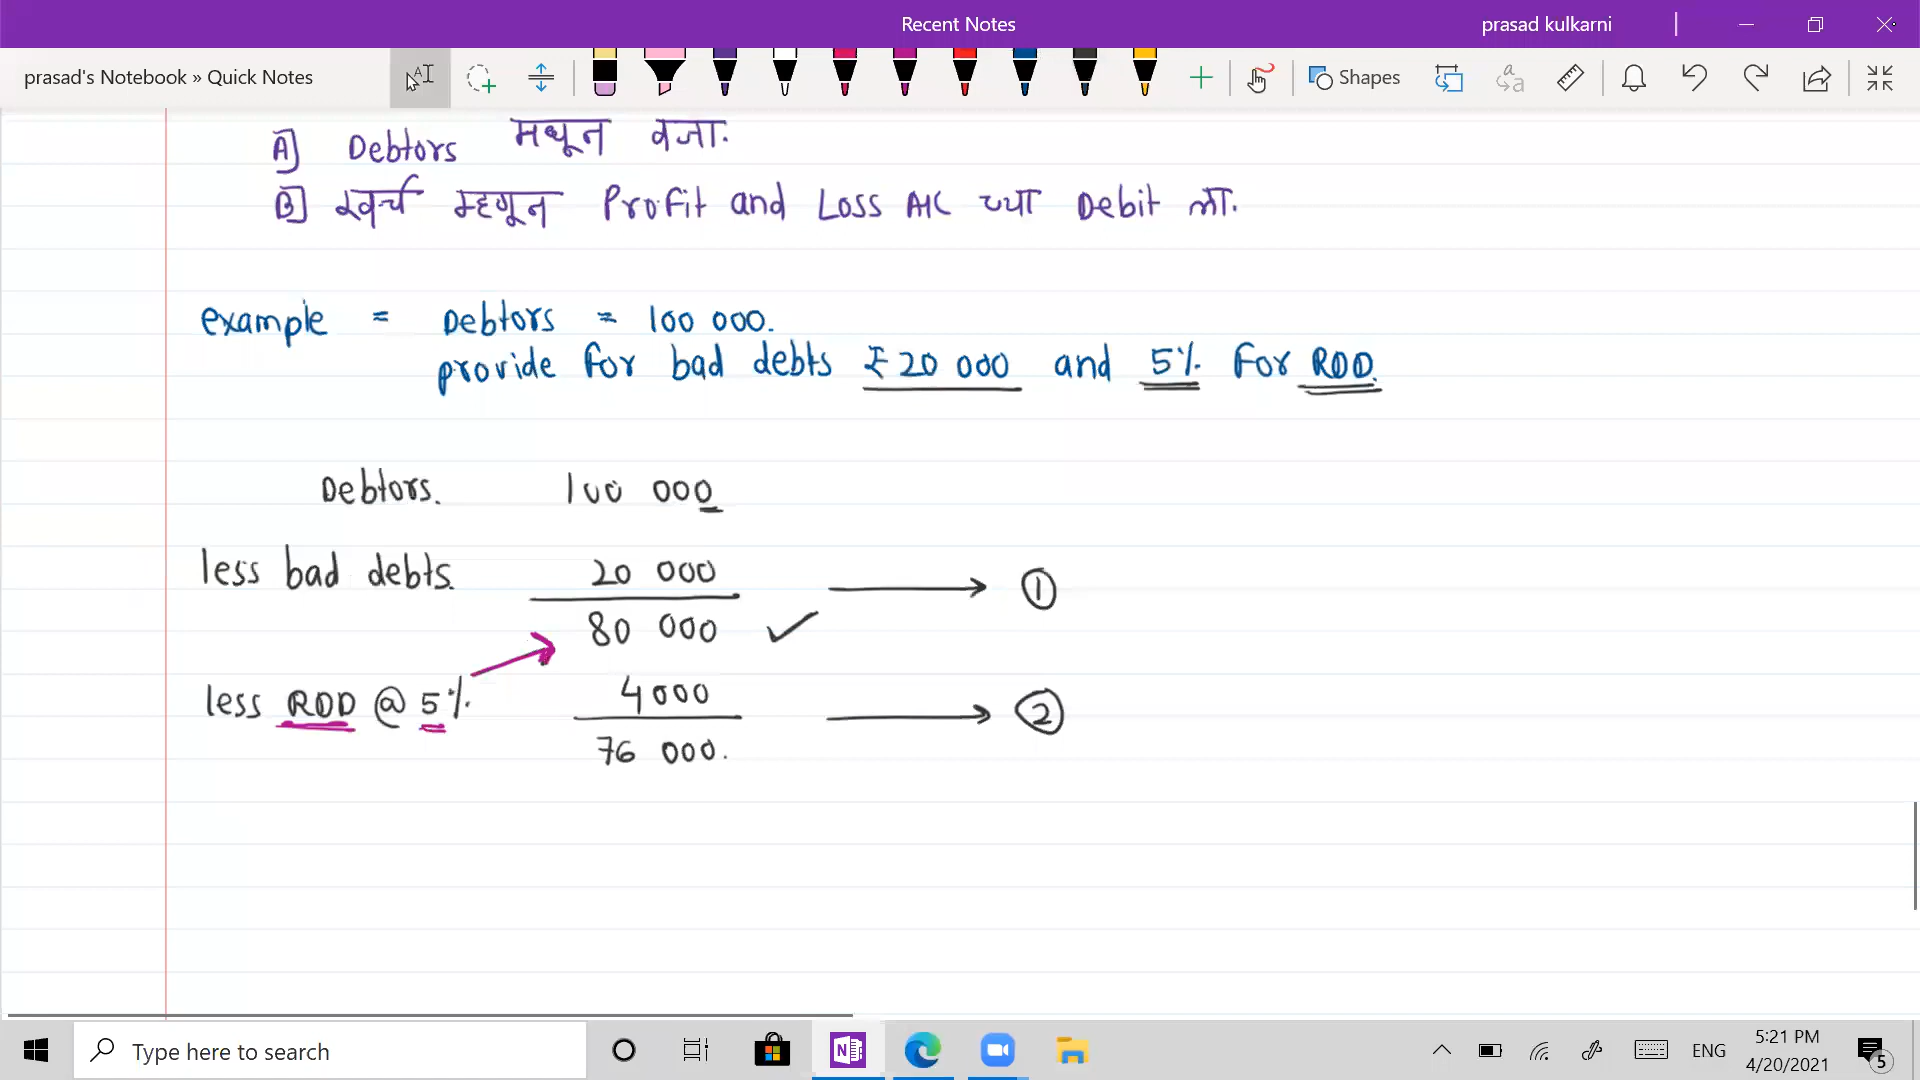 Recent Notes
prasad kulkarni
prasad's Notebook » Quick Notes
Shapes
A] Debtors मधून वजा.
B] खर्च म्हणून Profit and Loss A/C च्या Debit ला.
example = Debtors = 100 000.
provide for bad debts ₹ 20 000 and 5% for RDD.
Debtors. 100 000
less bad debts. 20 000 → ①
80 000 ✓
less RDD @ 5% 4000 → ②
76 000.
Type here to search
ENG
5:21 PM
4/20/2021
5